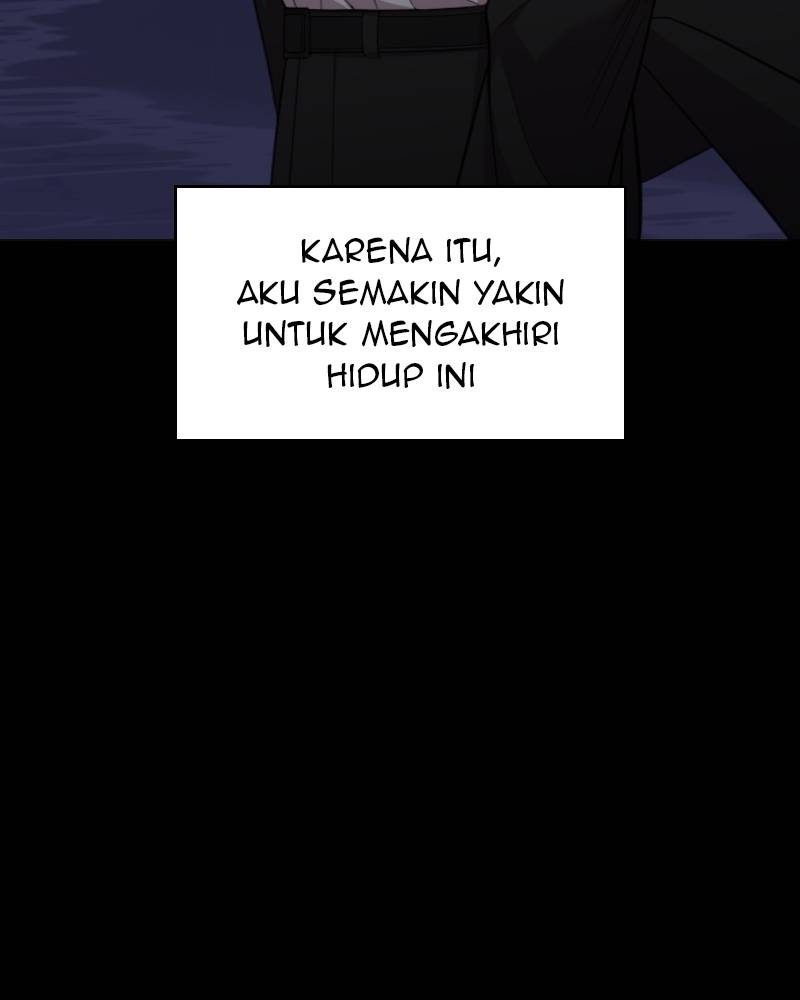 KARENA ITU,
AKU SEMAKIN YAKIN
UNTUK MENGAKHIRI
HIDUP INI